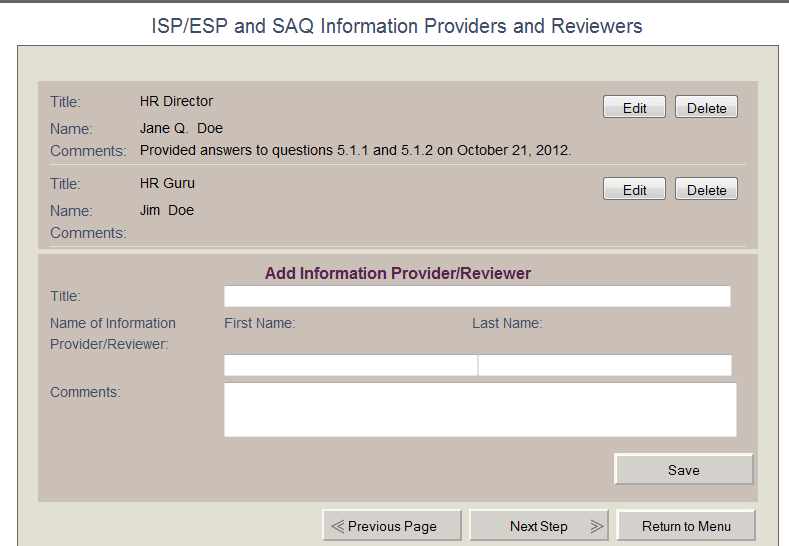 ISP/ESP and SAQ Information Providers and Reviewers
Title: HR Director Edit Delete
Name: Jane Q. Doe
Comments: Provided answers to questions 5.1.1 and 5.1.2 on October 21, 2012.
Title: HR Guru Edit Delete
Name: Jim Doe
Comments:
Add Information Provider/Reviewer
Title:
Name of Information First Name: Last Name:
Provider/Reviewer:
Comments:
Save
Previous Page Next Step Return to Menu